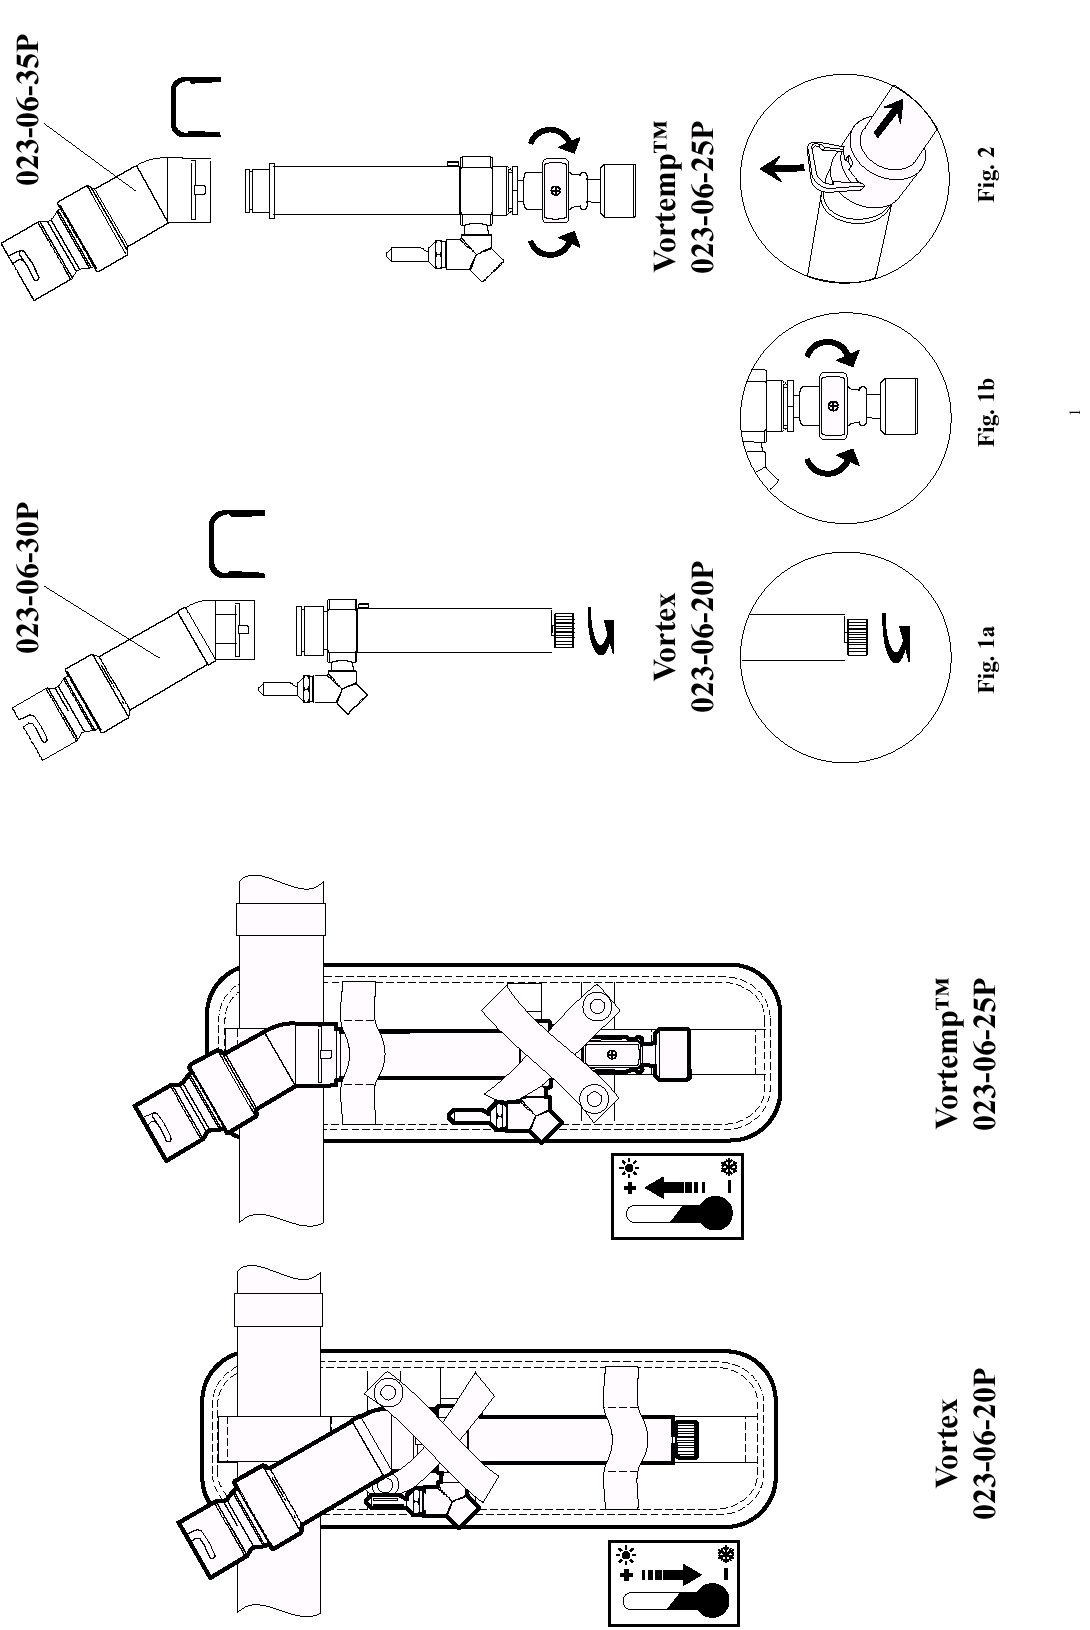 023-06-30P
023-06-35P
Vortex
023-06-20P
Vortemp™
023-06-25P
Fig. 1a
Fig. 1b
Fig. 2
+
−
+
−
Vortex
023-06-20P
Vortemp™
023-06-25P
1